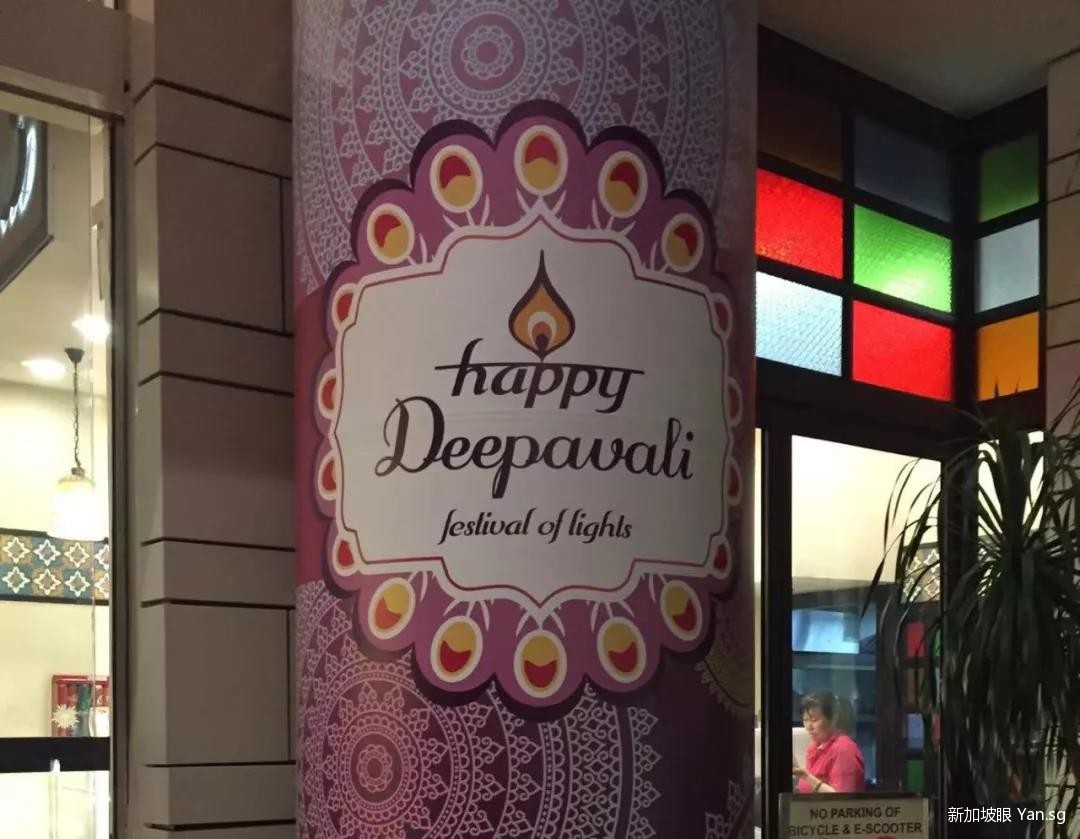 happy
Deepavali
festival of lights
NO PARKING OF
BICYCLE & E-SCOOTER
新加坡眼 Yan.sg